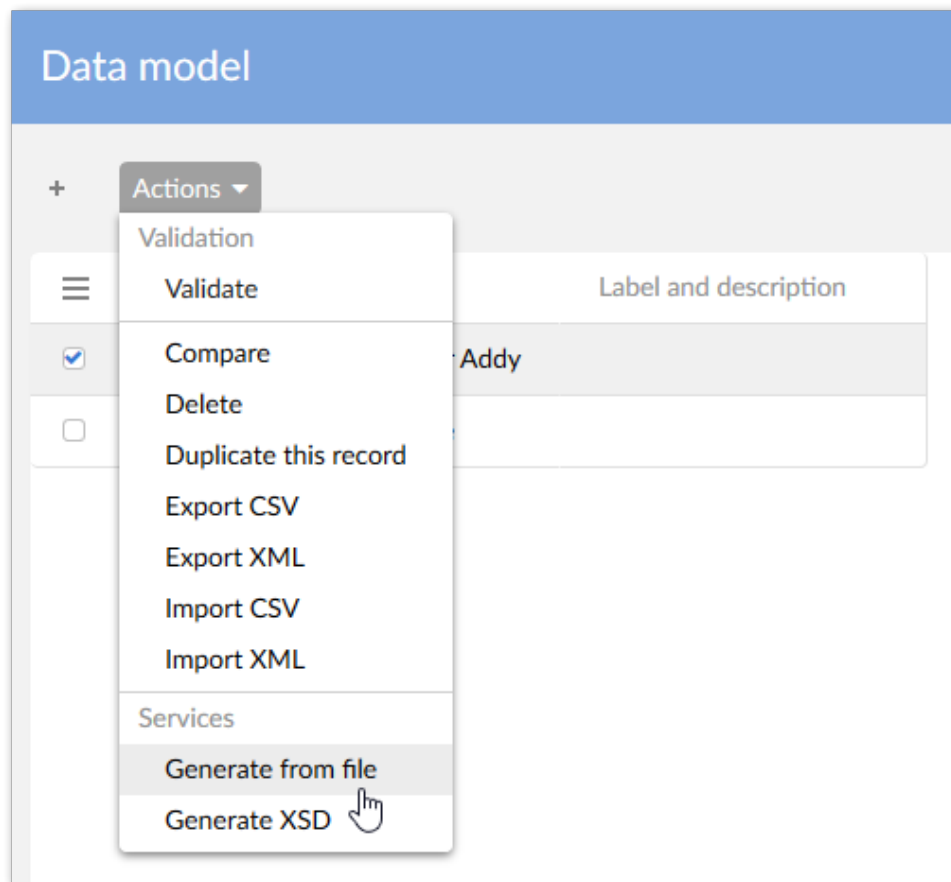 Data model
+ Actions
Validation
Validate
Label and description
Compare
Addy
Delete
Duplicate this record
Export CSV
Export XML
Import CSV
Import XML
Services
Generate from file
Generate XSD